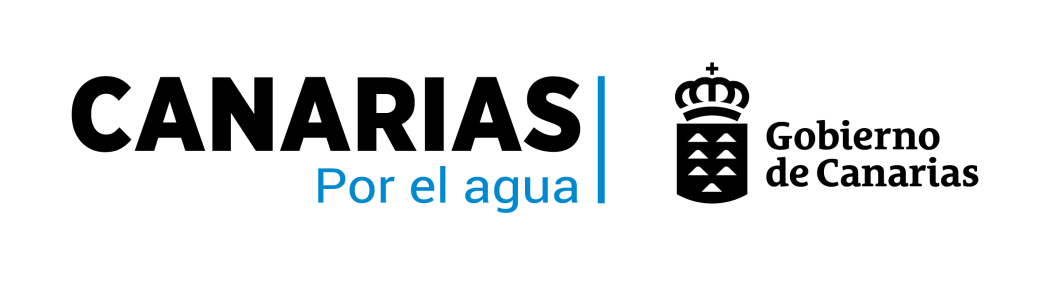 CANARIAS
Por el agua
Gobierno
de Canarias